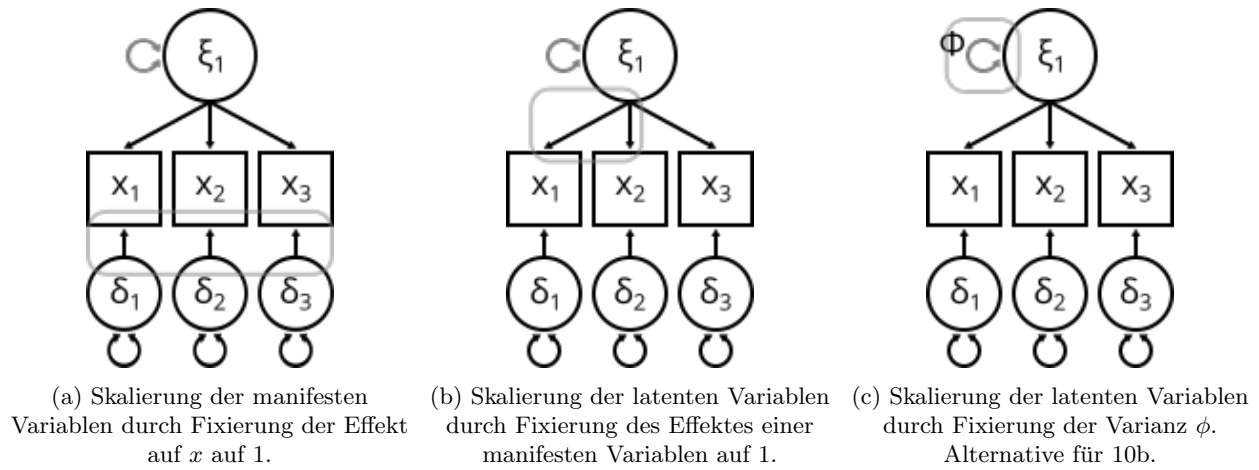 ξ1 ξ1 Φ ξ1
x1 x2 x3 x1 x2 x3 x1 x2 x3
δ1 δ2 δ3 δ1 δ2 δ3 δ1 δ2 δ3
(a) Skalierung der manifesten
Variablen durch Fixierung der Effekt
auf x auf 1.
(b) Skalierung der latenten Variablen
durch Fixierung des Effektes einer
manifesten Variablen auf 1.
(c) Skalierung der latenten Variablen
durch Fixierung der Varianz ϕ.
Alternative für 10b.